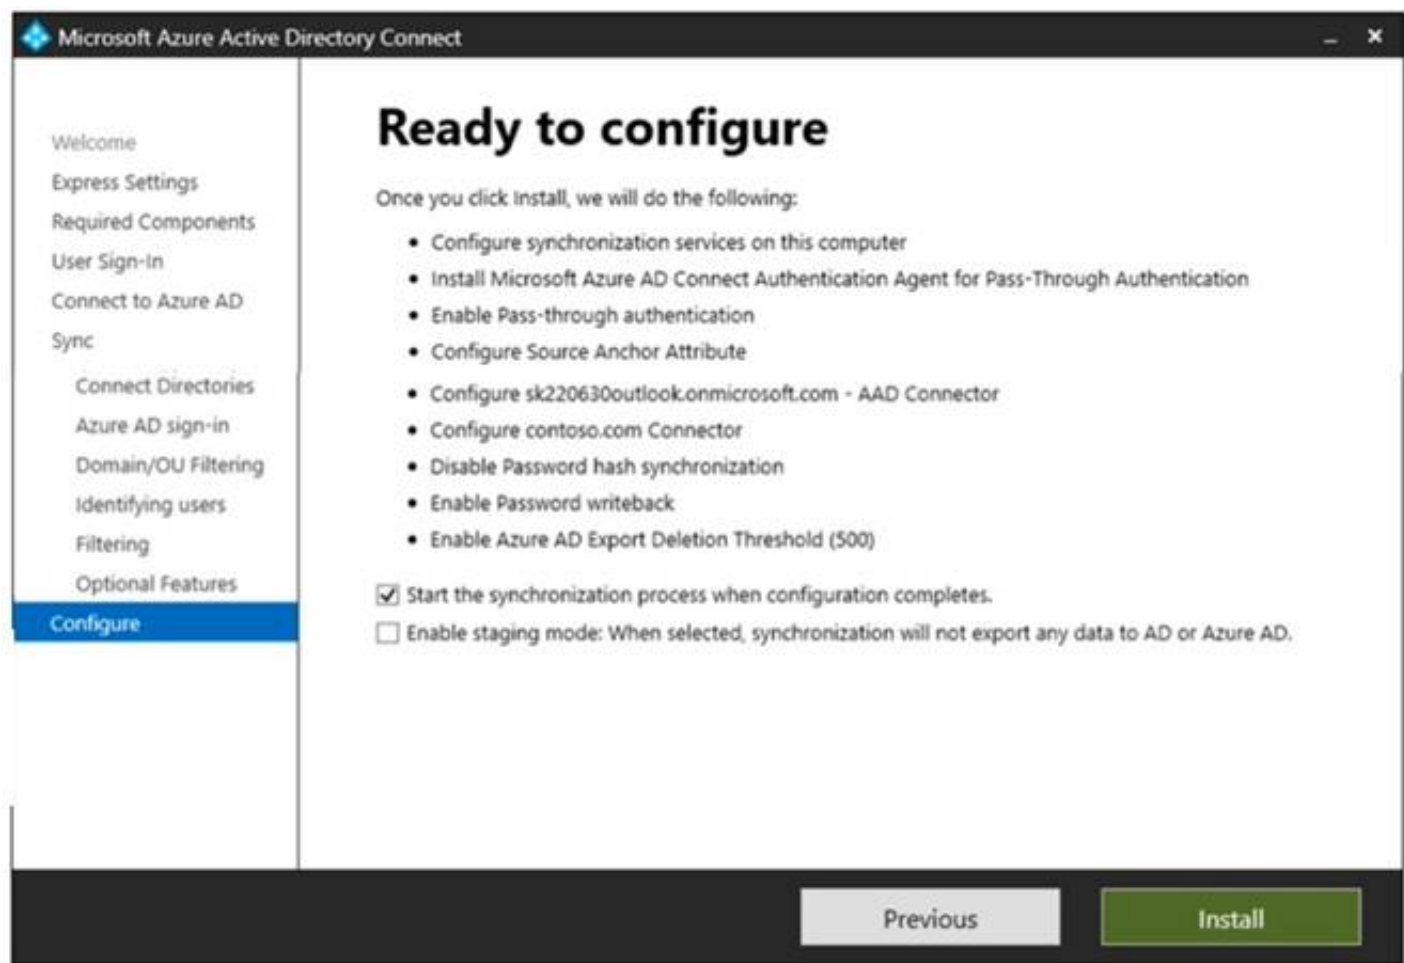 Microsoft Azure Active Directory Connect
Welcome
Express Settings
Required Components
User Sign-In
Connect to Azure AD
Sync
Connect Directories
Azure AD sign-in
Domain/OU Filtering
Identifying users
Filtering
Optional Features
Configure
Ready to configure
Once you click Install, we will do the following:
• Configure synchronization services on this computer
• Install Microsoft Azure AD Connect Authentication Agent for Pass-Through Authentication
• Enable Pass-through authentication
• Configure Source Anchor Attribute
• Configure sk220630outlook.onmicrosoft.com - AAD Connector
• Configure contoso.com Connector
• Disable Password hash synchronization
• Enable Password writeback
• Enable Azure AD Export Deletion Threshold (500)
Start the synchronization process when configuration completes.
Enable staging mode: When selected, synchronization will not export any data to AD or Azure AD.
Previous
Install